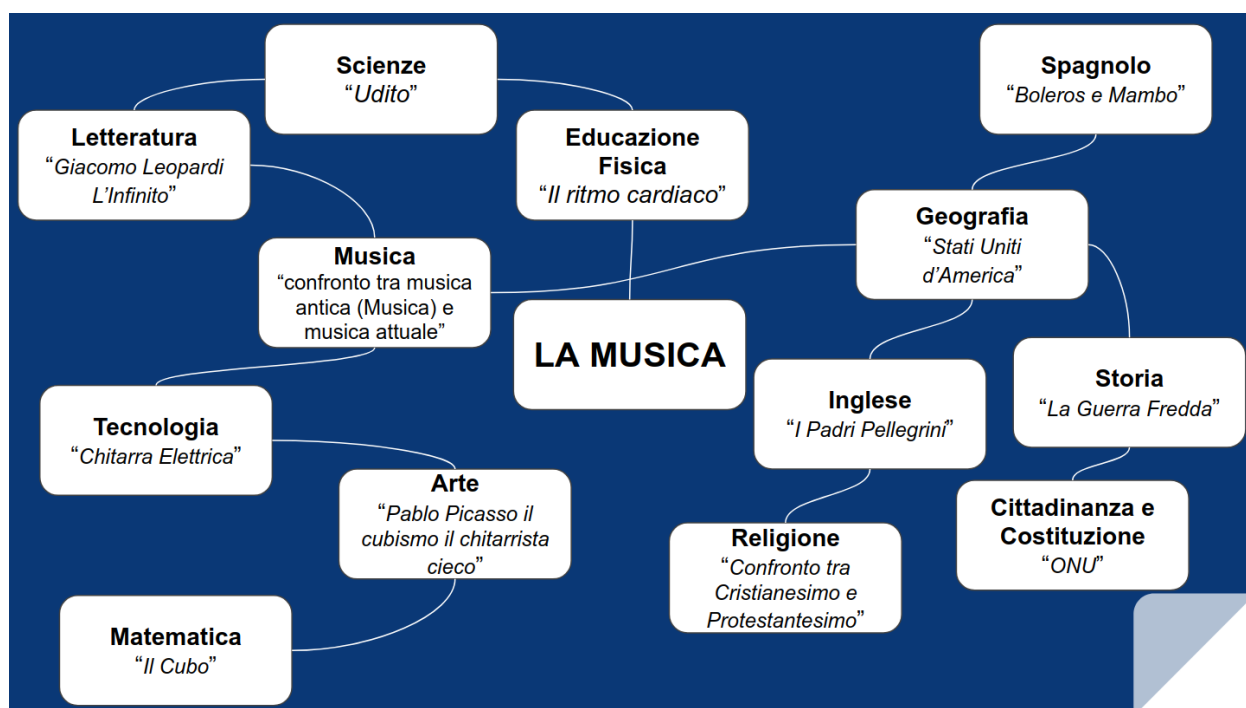 Scienze
“Udito”
Spagnolo
“Boleros e Mambo”
Letteratura
“Giacomo Leopardi
L’Infinito”
Educazione
Fisica
“Il ritmo cardiaco”
Geografia
“Stati Uniti
d’America”
Musica
“confronto tra musica
antica (Musica) e
musica attuale”
LA MUSICA
Storia
“La Guerra Fredda”
Inglese
“I Padri Pellegrini”
Tecnologia
“Chitarra Elettrica”
Arte
“Pablo Picasso il
cubismo il chitarrista
cieco”
Cittadinanza e
Costituzione
“ONU”
Religione
“Confronto tra
Cristianesimo e
Protestantesimo”
Matematica
“Il Cubo”